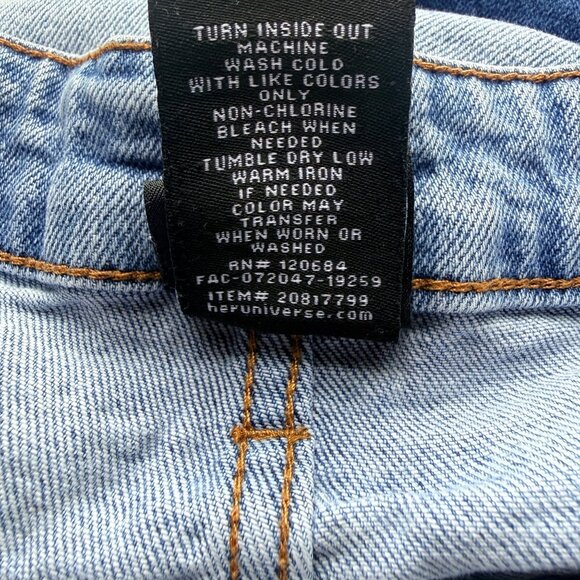 TURN INSIDE OUT
MACHINE
WASH COLD
WITH LIKE COLORS
ONLY
NON-CHLORINE
BLEACH WHEN
NEEDED
TUMBLE DRY LOW
WARM IRON
IF NEEDED
COLOR MAY
TRANSFER
WHEN WORN OR
WASHED
RN# 120684
FAC-072047-19259
ITEM# 20817799
heruniverse.com